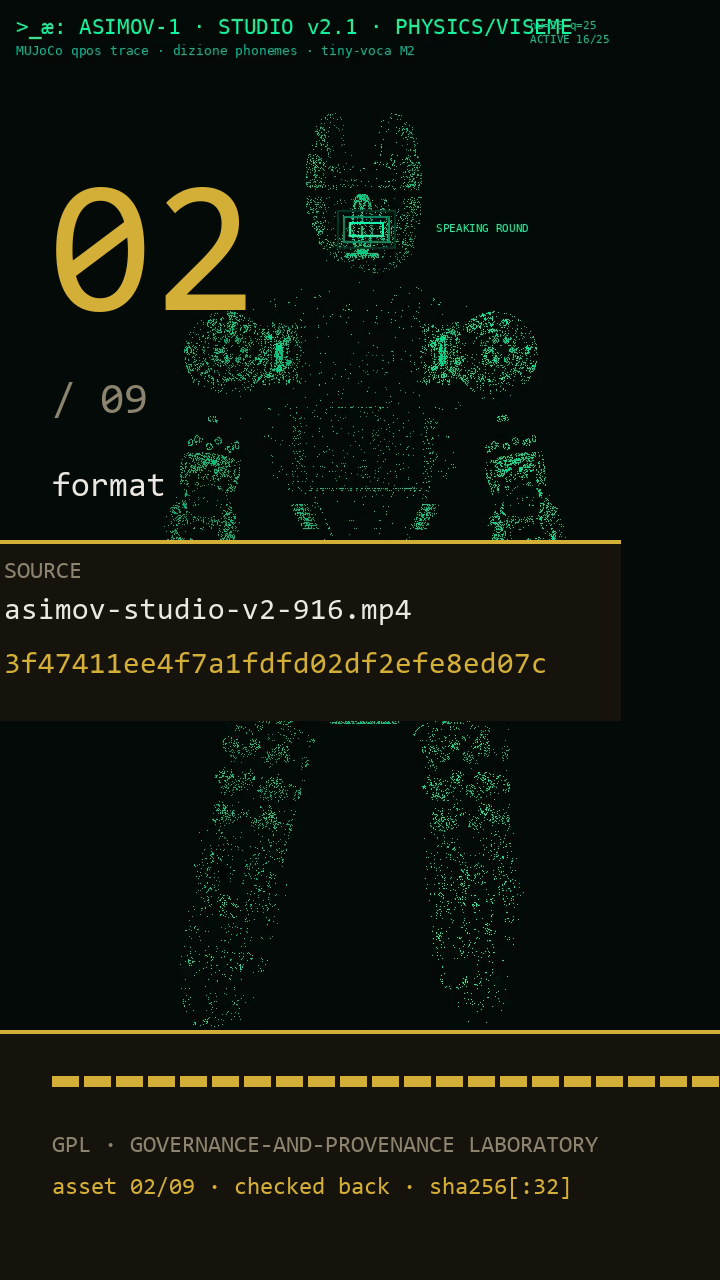 >_æ: ASIMOV-1 · STUDIO v2.1 · PHYSICS/VISEME
MUJoCo qpos trace · dizione phonemes · tiny-voca M2
ACTIVE 16/25
02
SPEAKING ROUND
/ 09
format
SOURCE
asimov-studio-v2-916.mp4
3f47411ee4f7a1fdfd02df2efe8ed07c
GPL · GOVERNANCE-AND-PROVENANCE LABORATORY
asset 02/09 · checked back · sha256[:32]